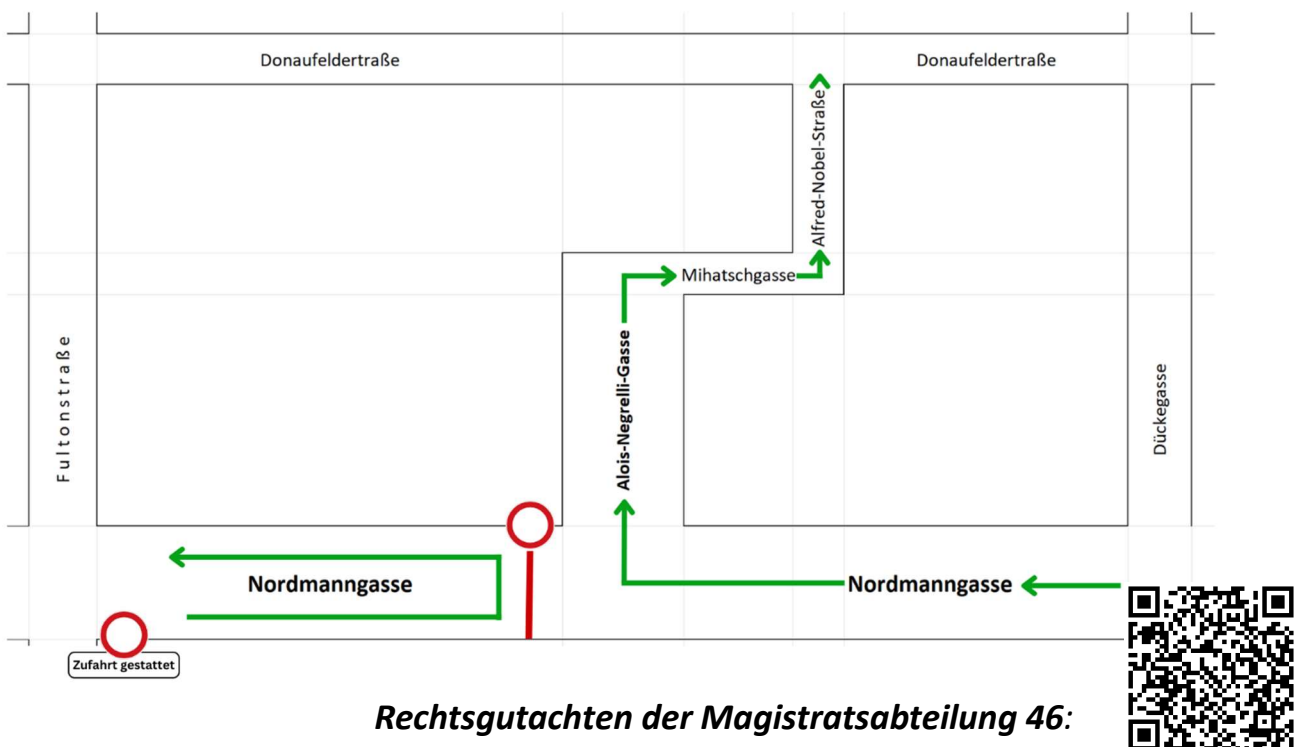 Donaufeldertraße
Donaufeldertraße
Alfred-Nobel-Straße
Mihatschgasse
Fultonstraße
Alois-Negrelli-Gasse
Dückegasse
Nordmanngasse
Nordmanngasse
Zufahrt gestattet
Rechtsgutachten der Magistratsabteilung 46: